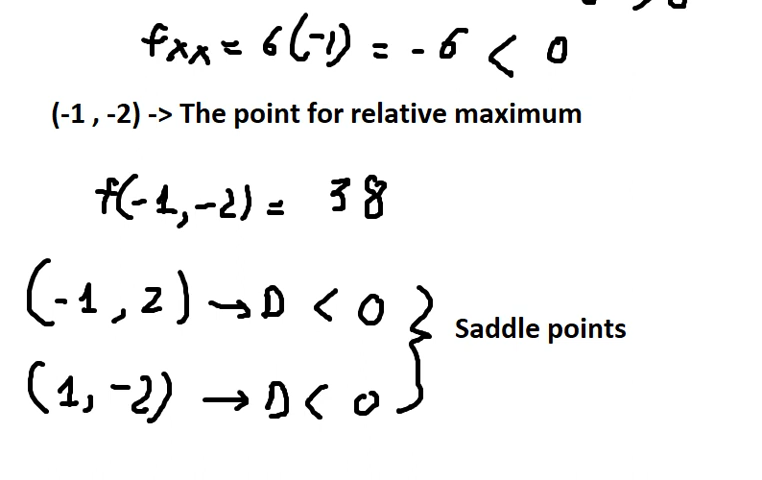 fxx = 6(-1) = -6 < 0
(-1 , -2) -> The point for relative maximum
f(-1,-2) = 38
(-1 , 2) → D < 0
Saddle points
(1, -2) → D < 0